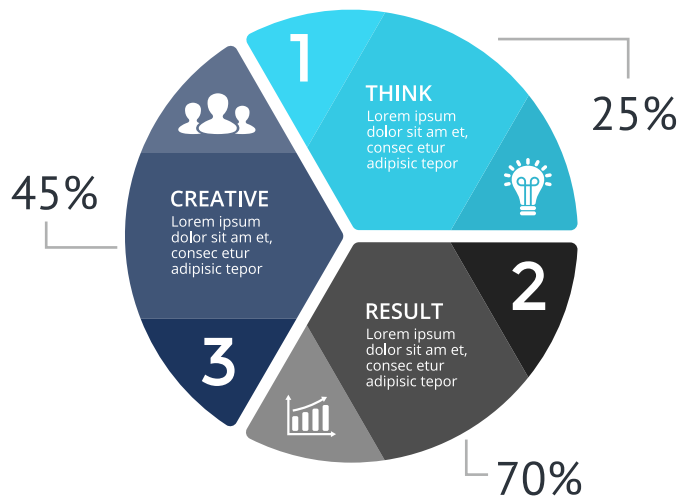 1
THINK
Lorem ipsum
dolor sit am et,
consec etur
adipisic tepor
25%
2
RESULT
Lorem ipsum
dolor sit am et,
consec etur
adipisic tepor
70%
3
CREATIVE
Lorem ipsum
dolor sit am et,
consec etur
adipisic tepor
45%